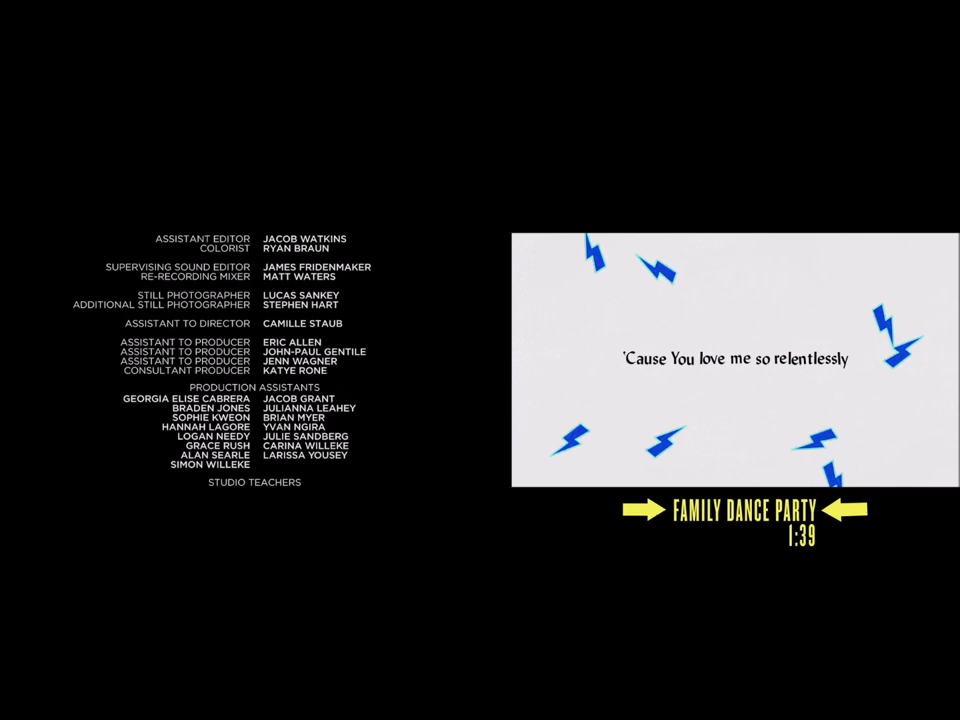 ASSISTANT EDITOR JACOB WATKINS
COLORIST RYAN BRAUN
SUPERVISING SOUND EDITOR JAMES FRIDENMAKER
RE-RECORDING MIXER MATT WATERS
STILL PHOTOGRAPHER LUCAS SANKEY
ADDITIONAL STILL PHOTOGRAPHER STEPHEN HART
ASSISTANT TO DIRECTOR CAMILLE STAUB
ASSISTANT TO PRODUCER ERIC ALLEN
ASSISTANT TO PRODUCER JOHN-PAUL GENTILE
ASSISTANT TO PRODUCER JENN WAGNER
CONSULTANT PRODUCER KATYE RONE
PRODUCTION ASSISTANTS
GEORGIA ELISE CABRERA JACOB GRANT
BRADEN JONES JULIANNA LEAHEY
SOPHIE KWEON BRIAN MYER
HANNAH LAGORE YVAN NGIRA
LOGAN NEEDY JULIE SANDBERG
GRACE RUSH CARINA WILLEKE
ALAN SEARLE LARISSA YOUSEY
SIMON WILLEKE
STUDIO TEACHERS
'Cause You love me so relentlessly
FAMILY DANCE PARTY
1:39